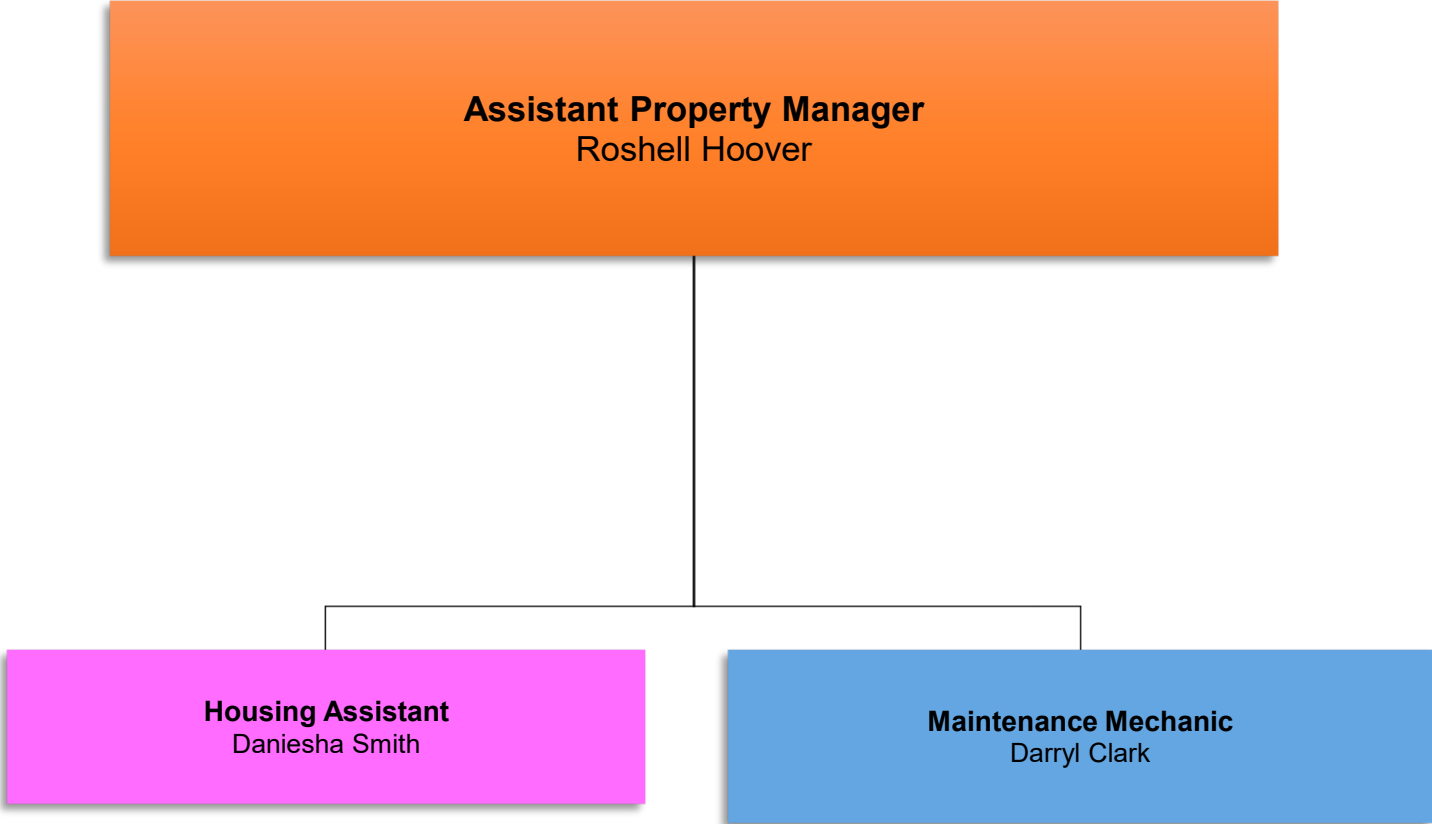 Assistant Property Manager
Roshell Hoover
Housing Assistant
Daniesha Smith
Maintenance Mechanic
Darryl Clark